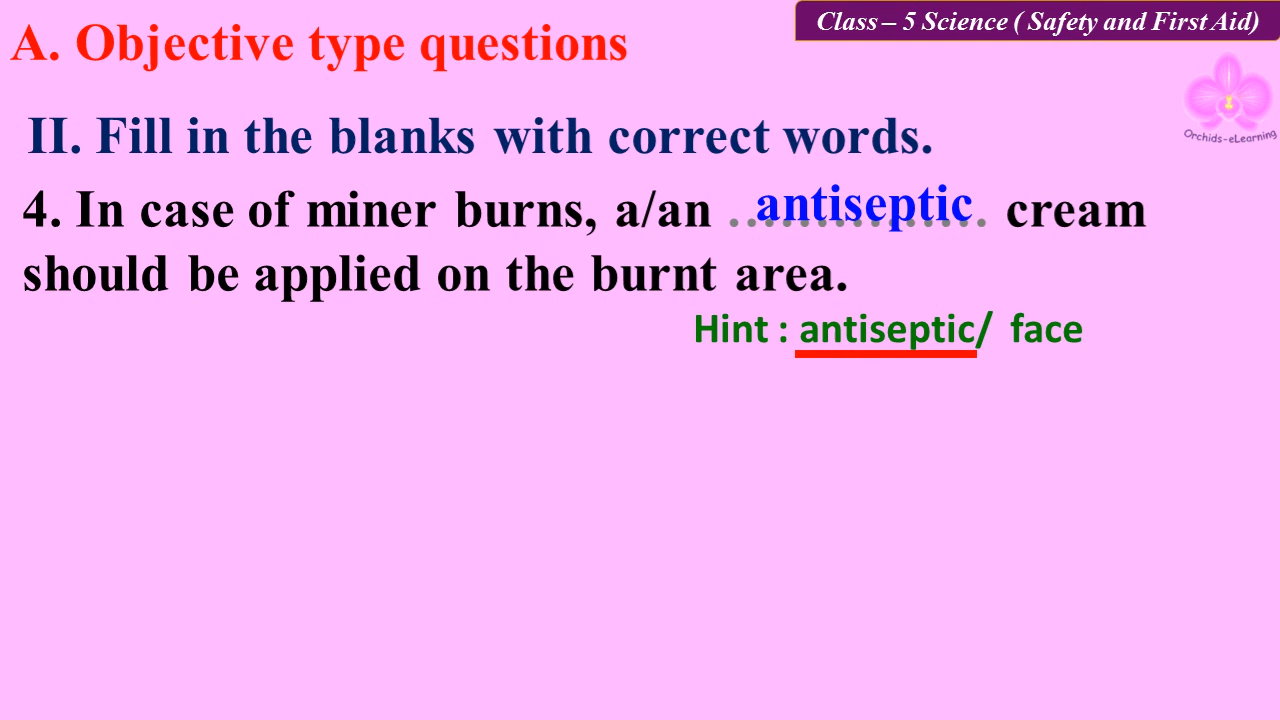 Class – 5 Science ( Safety and First Aid)
A. Objective type questions
Orchids-eLearning
II. Fill in the blanks with correct words.
4. In case of miner burns, a/an antiseptic cream
should be applied on the burnt area.
Hint : antiseptic/ face